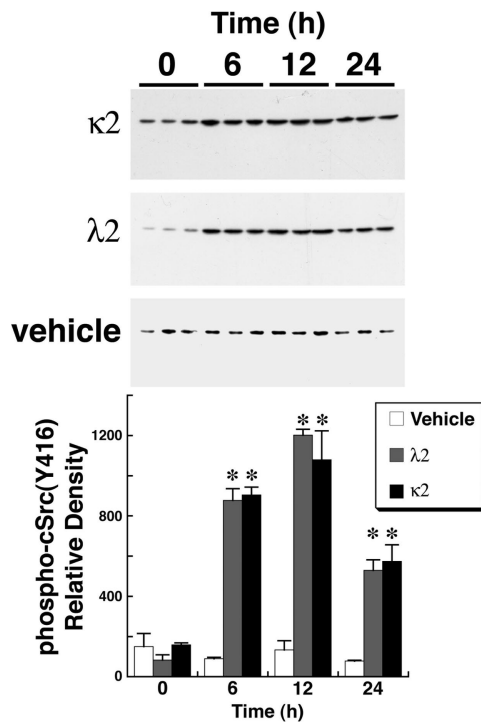 Time (h)
0 6 12 24
κ2
λ2
vehicle
phospho-cSrc(Y416)
Relative Density
1200
800
400
0
* *
* *
* *
Vehicle
λ2
κ2
0 6 12 24
Time (h)